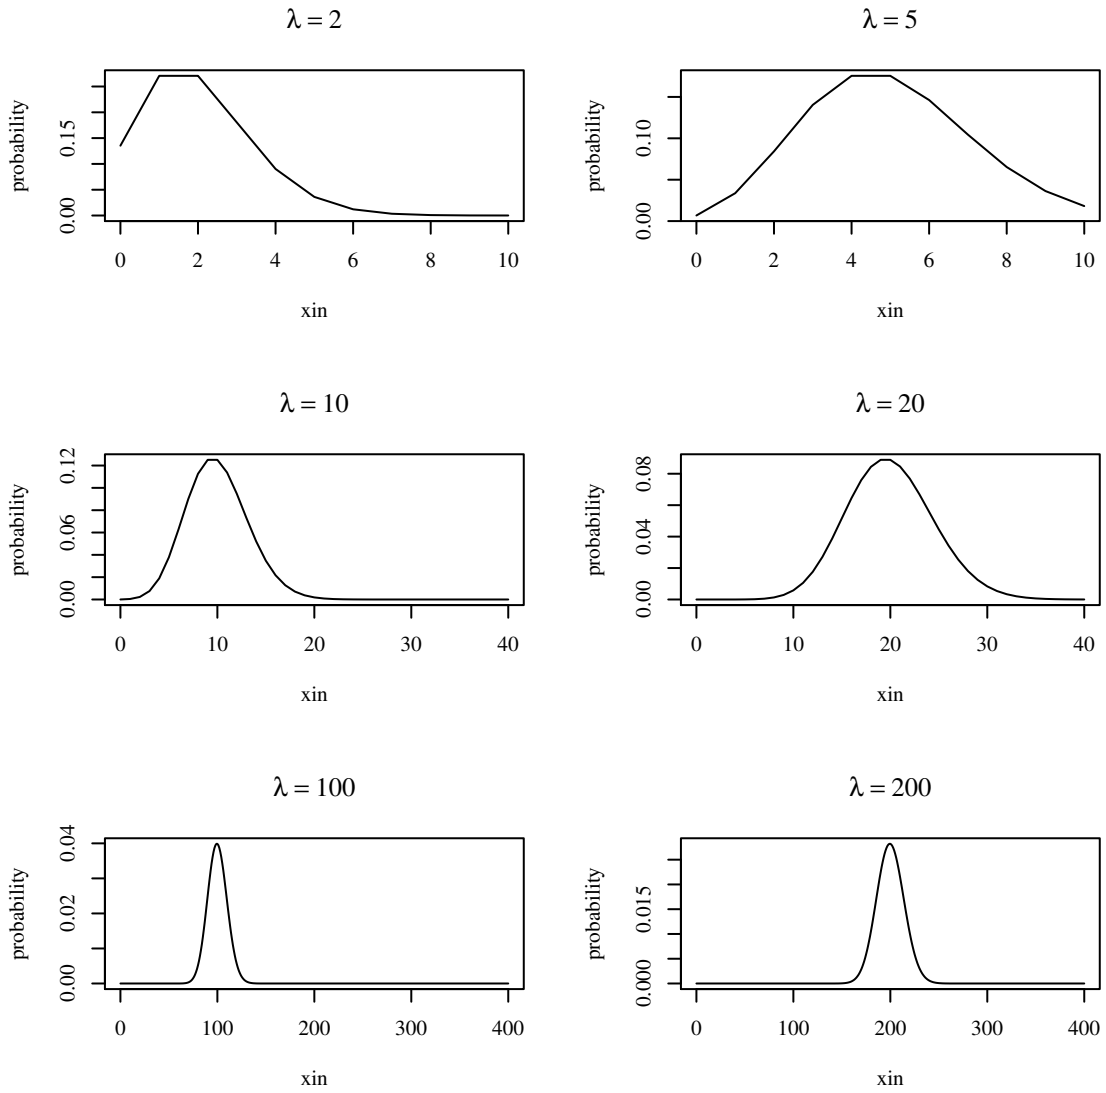 λ = 2
probability
0.00 0.15
0 2 4 6 8 10
xin
λ = 5
probability
0.00 0.10
0 2 4 6 8 10
xin
λ = 10
probability
0.00 0.06 0.12
0 10 20 30 40
xin
λ = 20
probability
0.00 0.04 0.08
0 10 20 30 40
xin
λ = 100
probability
0.00 0.02 0.04
0 100 200 300 400
xin
λ = 200
probability
0.000 0.015
0 100 200 300 400
xin